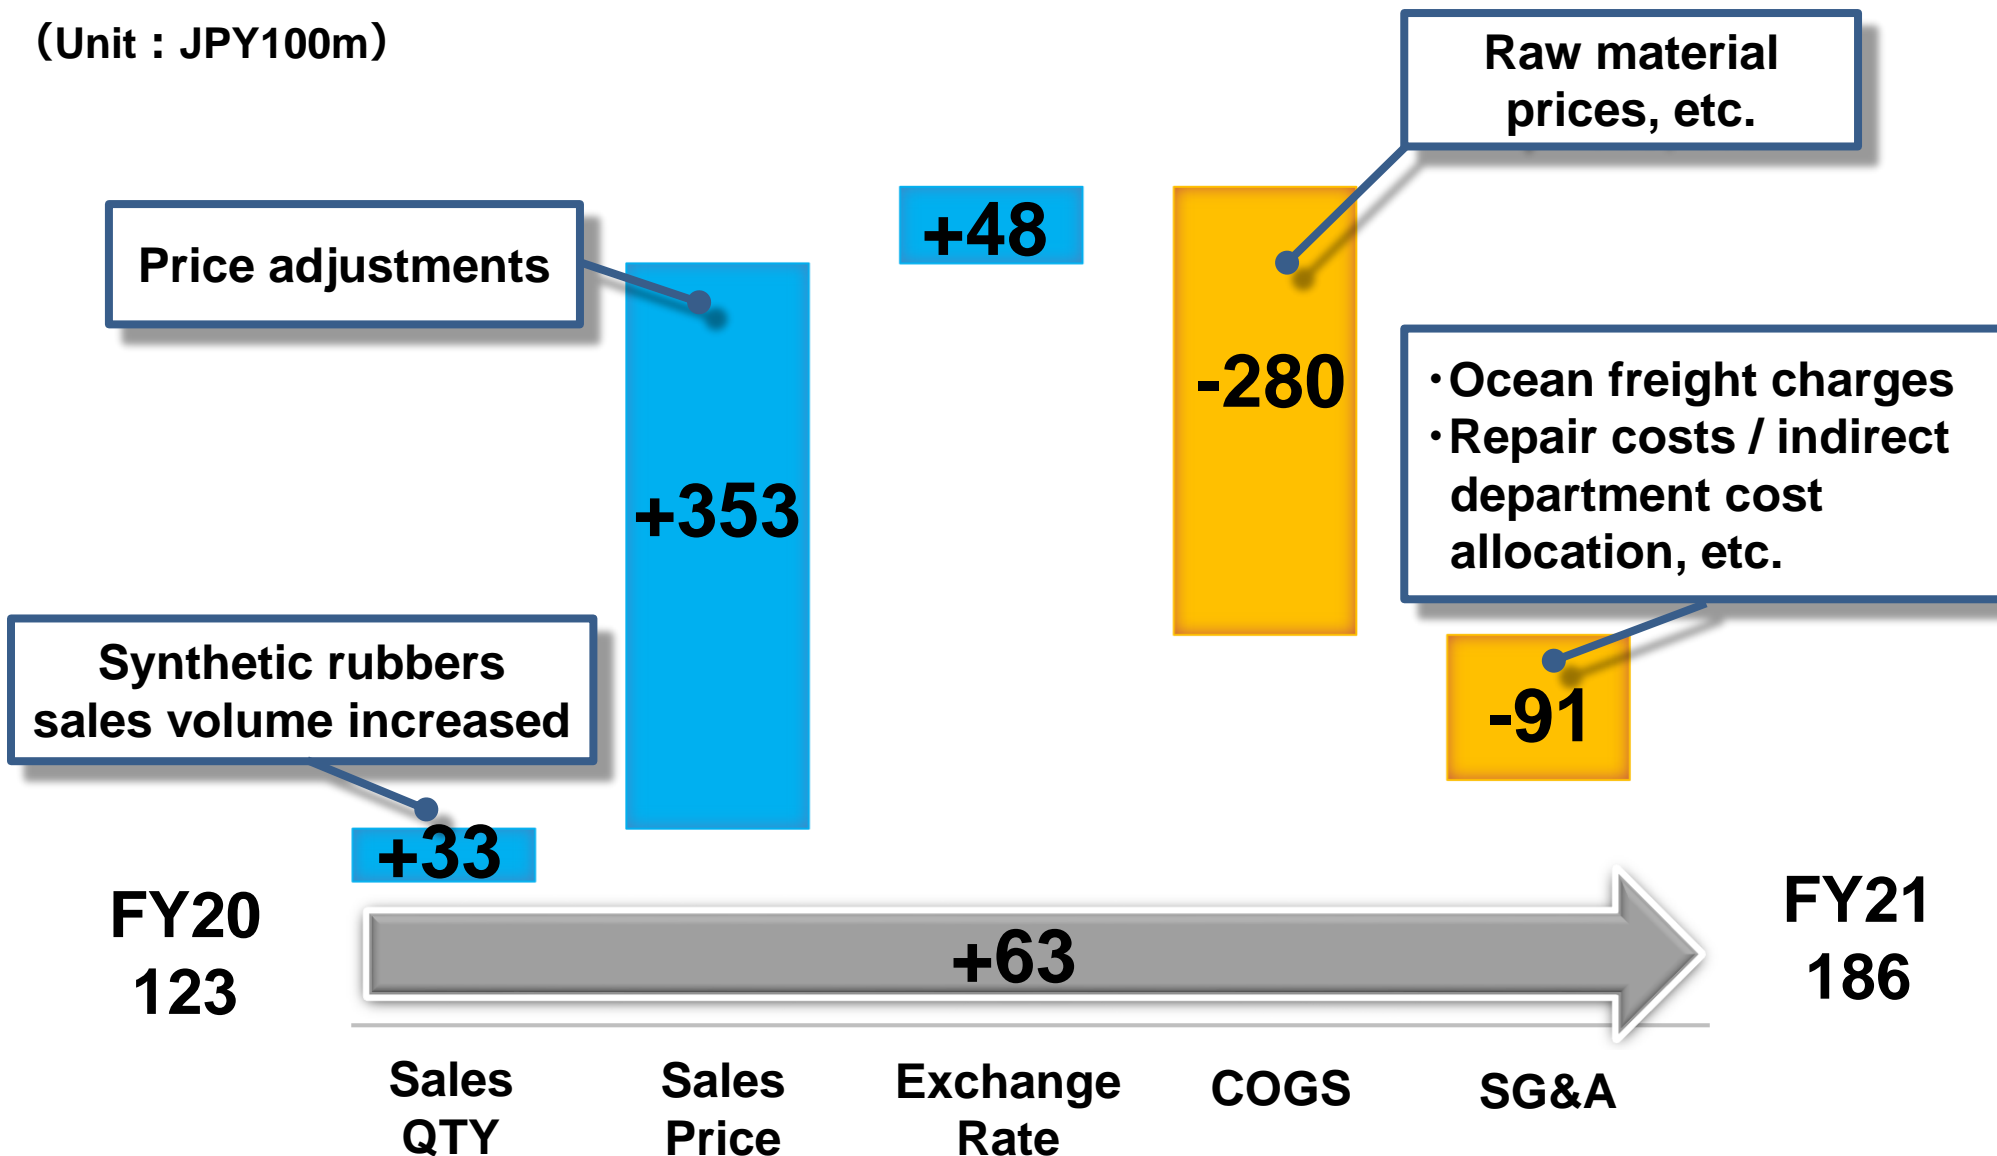 （Unit：JPY100m）
Raw material
prices, etc.
Price adjustments
+48
-280
+353
・Ocean freight charges
・Repair costs / indirect
department cost
allocation, etc.
Synthetic rubbers
sales volume increased
-91
+33
FY20
123
+63
FY21
186
Sales
QTY
Sales
Price
Exchange
Rate
COGS
SG&A